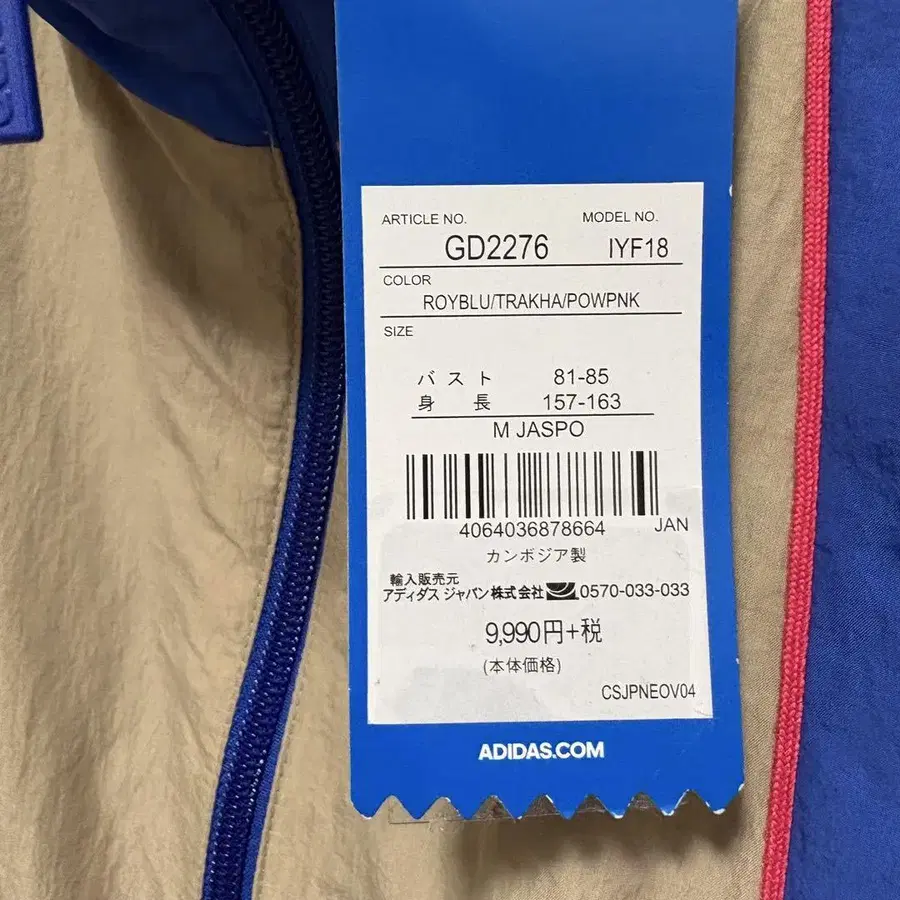 ARTICLE NO. MODEL NO.
GD2276 IYF18
COLOR
ROYBLU/TRAKHA/POWPNK
SIZE
バスト 81-85
身長 157-163
M JASPO
4064036878664 JAN
カンボジア製
輸入販売元
アディダス ジャパン株式会社 0570-033-033
9,990円+税
(本体価格)
CSJPNEOV04
ADIDAS.COM